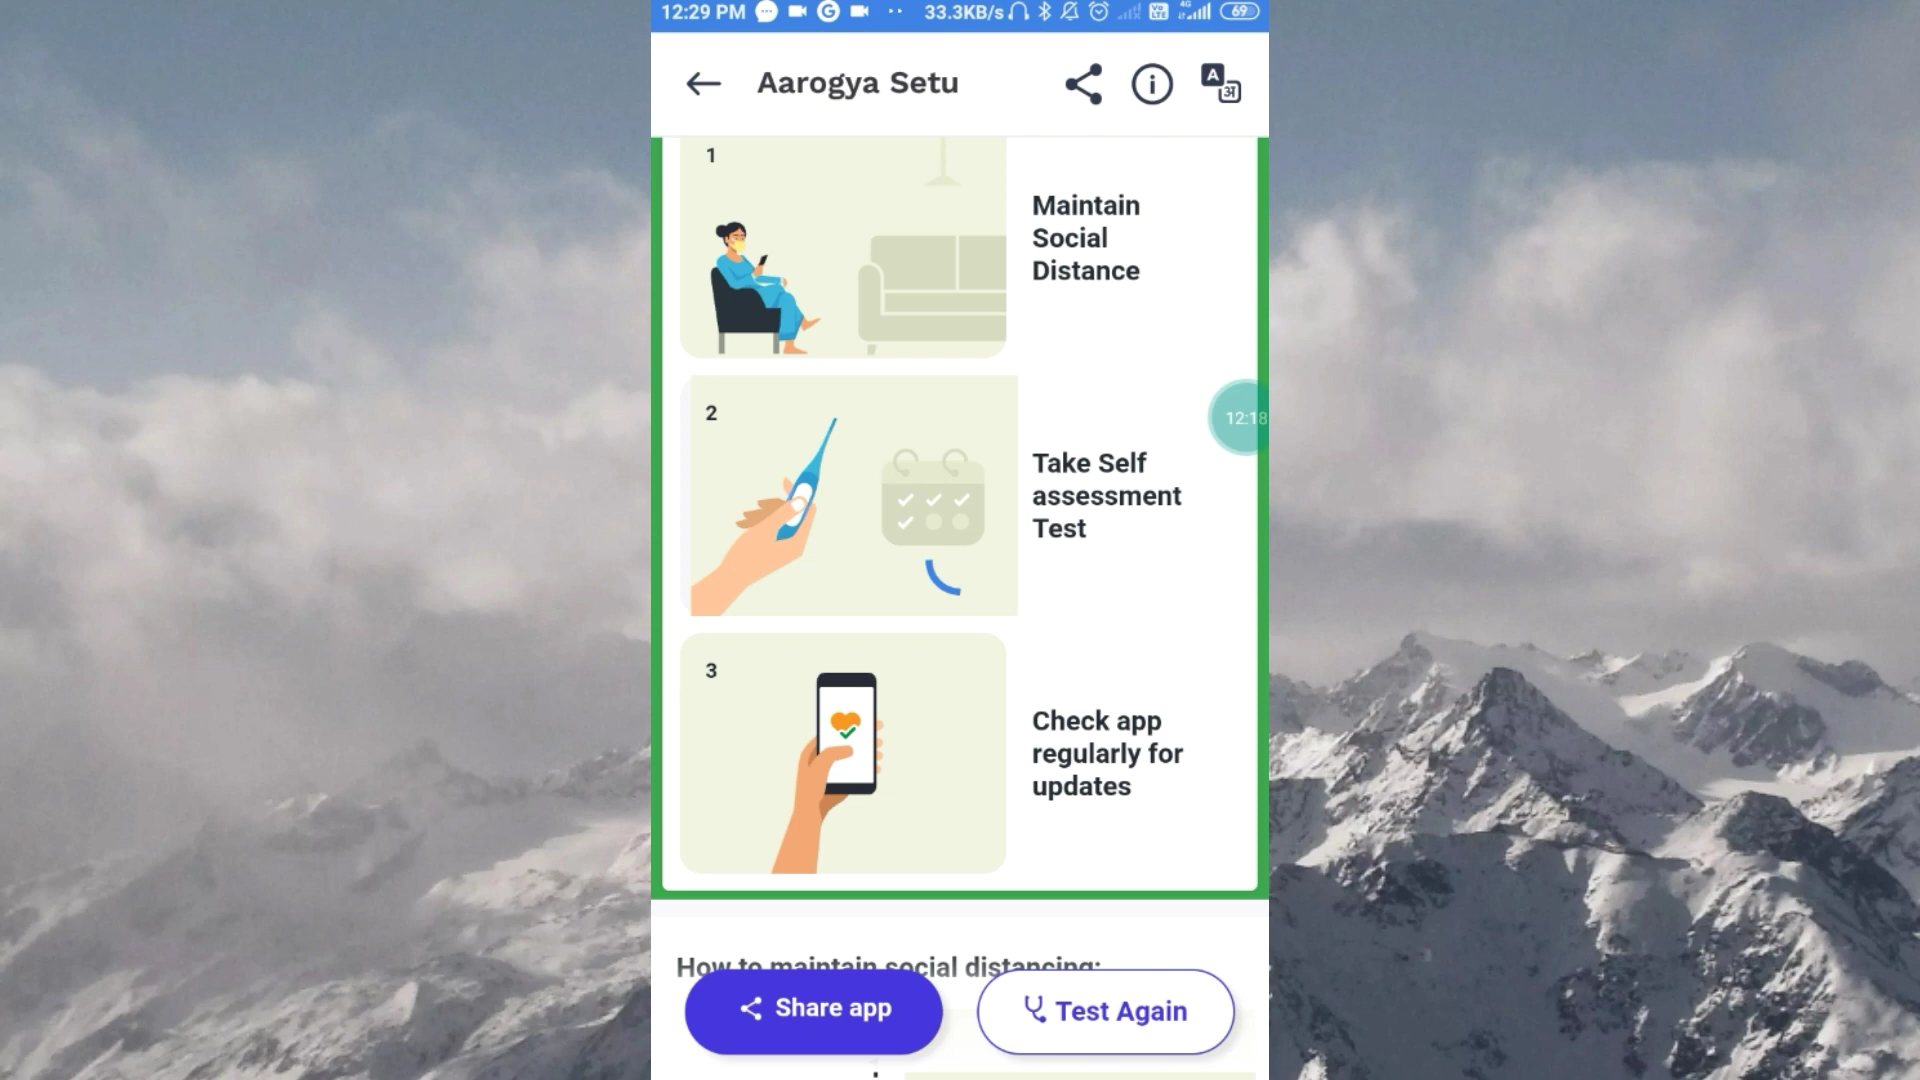 12:29 PM 33.3KB/s 4G 69
Aarogya Setu
A अ
1
Maintain
Social
Distance
2
Take Self
assessment
Test
12:18
3
Check app
regularly for
updates
How to maintain social distancing:
Share app
Test Again